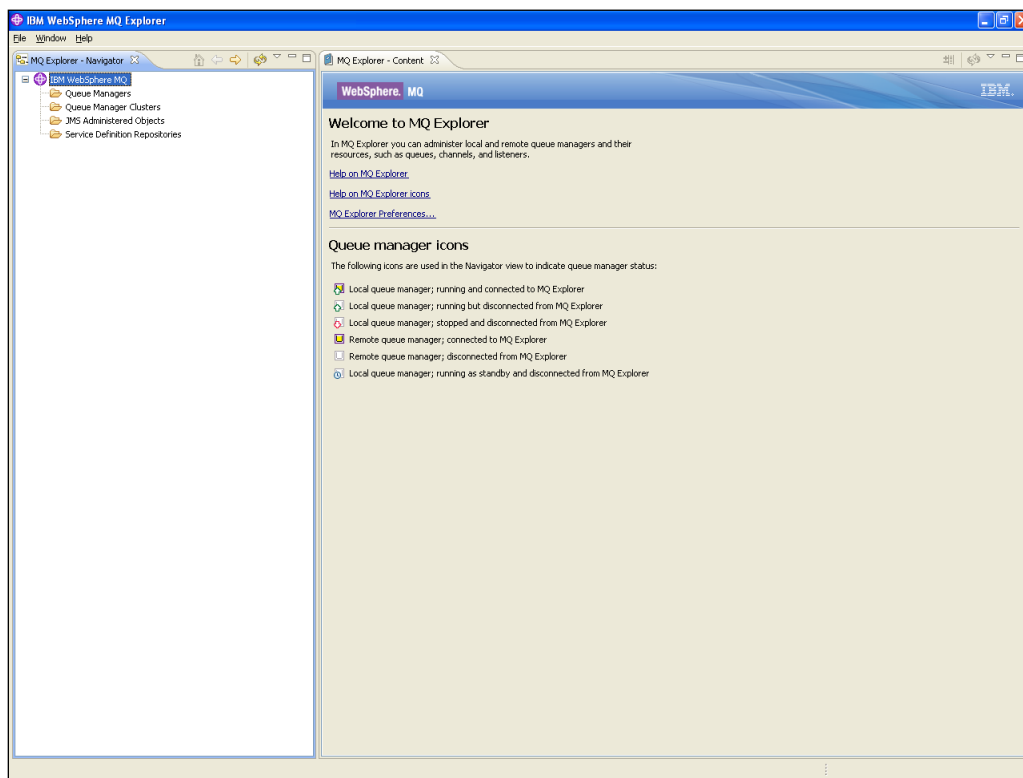 IBM WebSphere MQ Explorer
File Window Help
MQ Explorer - Navigator
IBM WebSphere MQ
Queue Managers
Queue Manager Clusters
JMS Administered Objects
Service Definition Repositories
MQ Explorer - Content
WebSphere. MQ
IBM.
Welcome to MQ Explorer
In MQ Explorer you can administer local and remote queue managers and their
resources, such as queues, channels, and listeners.
Help on MQ Explorer
Help on MQ Explorer icons
MQ Explorer Preferences...
Queue manager icons
The following icons are used in the Navigator view to indicate queue manager status:
Local queue manager; running and connected to MQ Explorer
Local queue manager; running but disconnected from MQ Explorer
Local queue manager; stopped and disconnected from MQ Explorer
Remote queue manager; connected to MQ Explorer
Remote queue manager; disconnected from MQ Explorer
Local queue manager; running as standby and disconnected from MQ Explorer